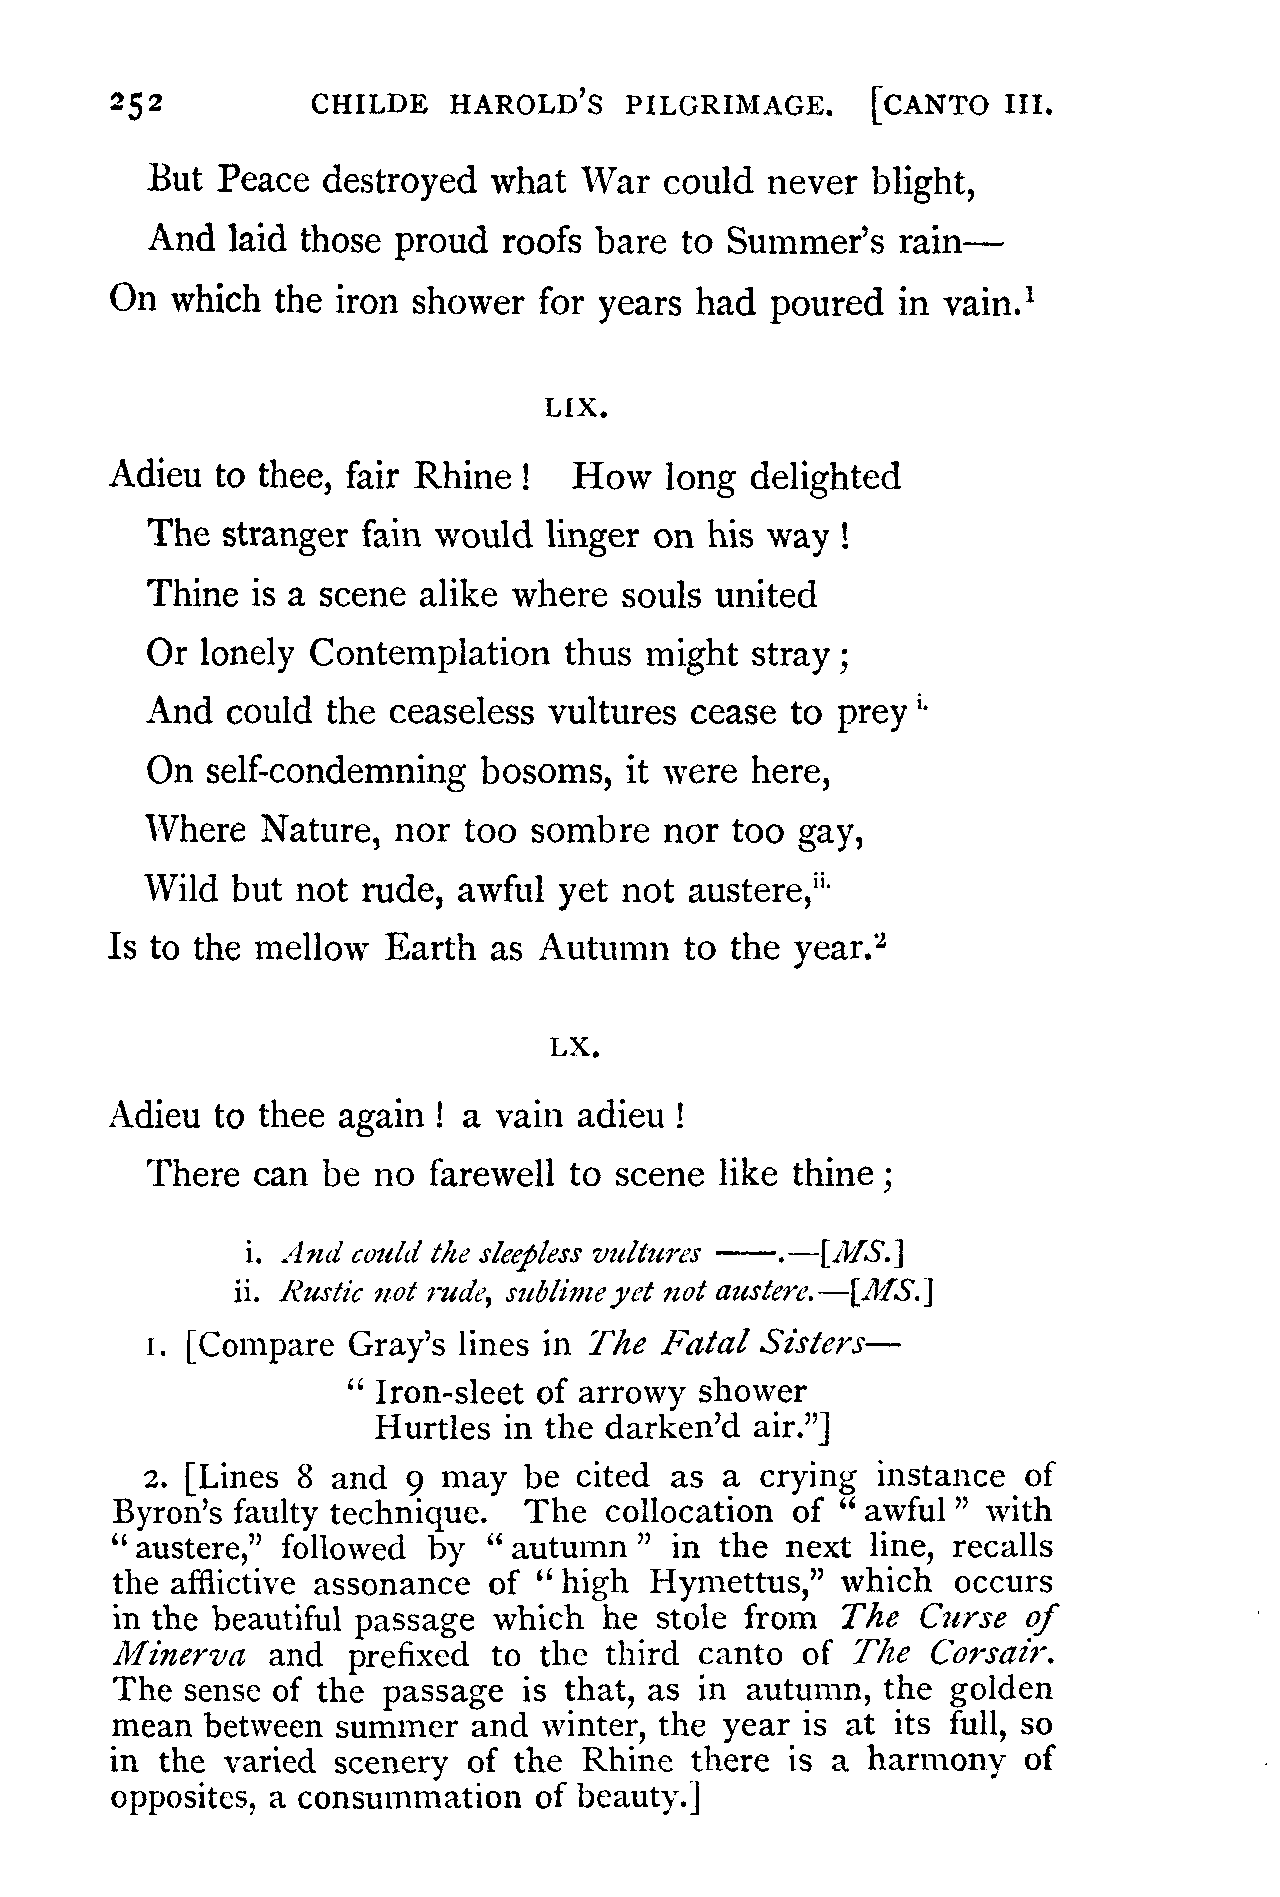 252 CHILDE HAROLD'S PILGRIMAGE. [CANTO III.
But Peace destroyed what War could never blight,
And laid those proud roofs bare to Summer's rain—
On which the iron shower for years had poured in vain.¹
LIX.
Adieu to thee, fair Rhine ! How long delighted
The stranger fain would linger on his way !
Thine is a scene alike where souls united
Or lonely Contemplation thus might stray ;
And could the ceaseless vultures cease to prey i.
On self-condemning bosoms, it were here,
Where Nature, nor too sombre nor too gay,
Wild but not rude, awful yet not austere,ii.
Is to the mellow Earth as Autumn to the year.²
LX.
Adieu to thee again ! a vain adieu !
There can be no farewell to scene like thine ;
i. And could the sleepless vultures ——.—[MS.]
ii. Rustic not rude, sublime yet not austere.—[MS.]
1. [Compare Gray's lines in The Fatal Sisters—
" Iron-sleet of arrowy shower
Hurtles in the darken'd air."]
2. [Lines 8 and 9 may be cited as a crying instance of
Byron's faulty technique. The collocation of " awful " with
" austere," followed by " autumn " in the next line, recalls
the afflictive assonance of " high Hymettus," which occurs
in the beautiful passage which he stole from The Curse of
Minerva and prefixed to the third canto of The Corsair.
The sense of the passage is that, as in autumn, the golden
mean between summer and winter, the year is at its full, so
in the varied scenery of the Rhine there is a harmony of
opposites, a consummation of beauty.]